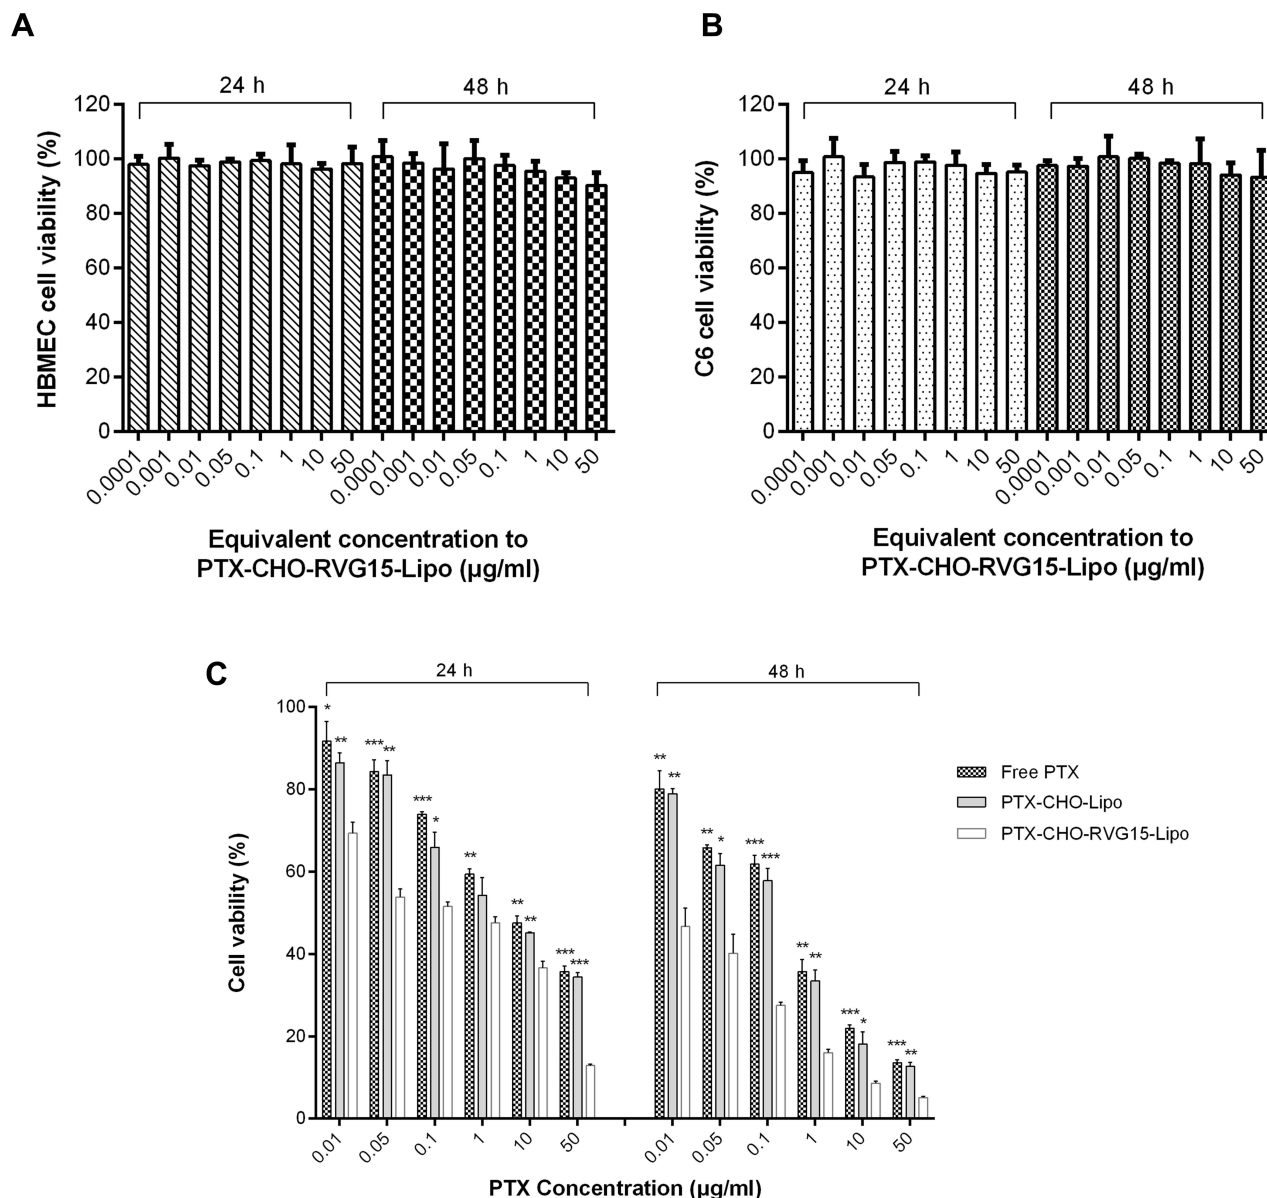 A
24 h
48 h
120
100
80
60
40
20
0
HBMEC cell viability (%)
0.0001 0.001 0.01 0.05 0.1 1 10 50 0.0001 0.001 0.01 0.05 0.1 1 10 50
Equivalent concentration to
PTX-CHO-RVG15-Lipo (µg/ml)
B
24 h
48 h
120
100
80
60
40
20
0
C6 cell viability (%)
0.0001 0.001 0.01 0.05 0.1 1 10 50 0.0001 0.001 0.01 0.05 0.1 1 10 50
Equivalent concentration to
PTX-CHO-RVG15-Lipo (µg/ml)
C
24 h
48 h
100
80
60
40
20
0
Cell vability (%)
* ** *** ** *** * ** ** ** *** ***
** ** ** * *** *** ** ** *** * *** **
0.01 0.05 0.1 1 10 50 0.01 0.05 0.1 1 10 50
PTX Concentration (µg/ml)
Free PTX
PTX-CHO-Lipo
PTX-CHO-RVG15-Lipo